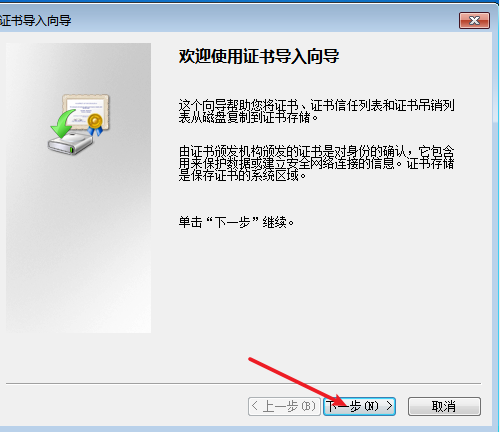 证书导入向导
欢迎使用证书导入向导
这个向导帮助您将证书、证书信任列表和证书吊销列
表从磁盘复制到证书存储。
由证书颁发机构颁发的证书是对身份的确认，它包含
用来保护数据或建立安全网络连接的信息。证书存储
是保存证书的系统区域。
单击“下一步”继续。
< 上一步(B) 下一步(N) > 取消